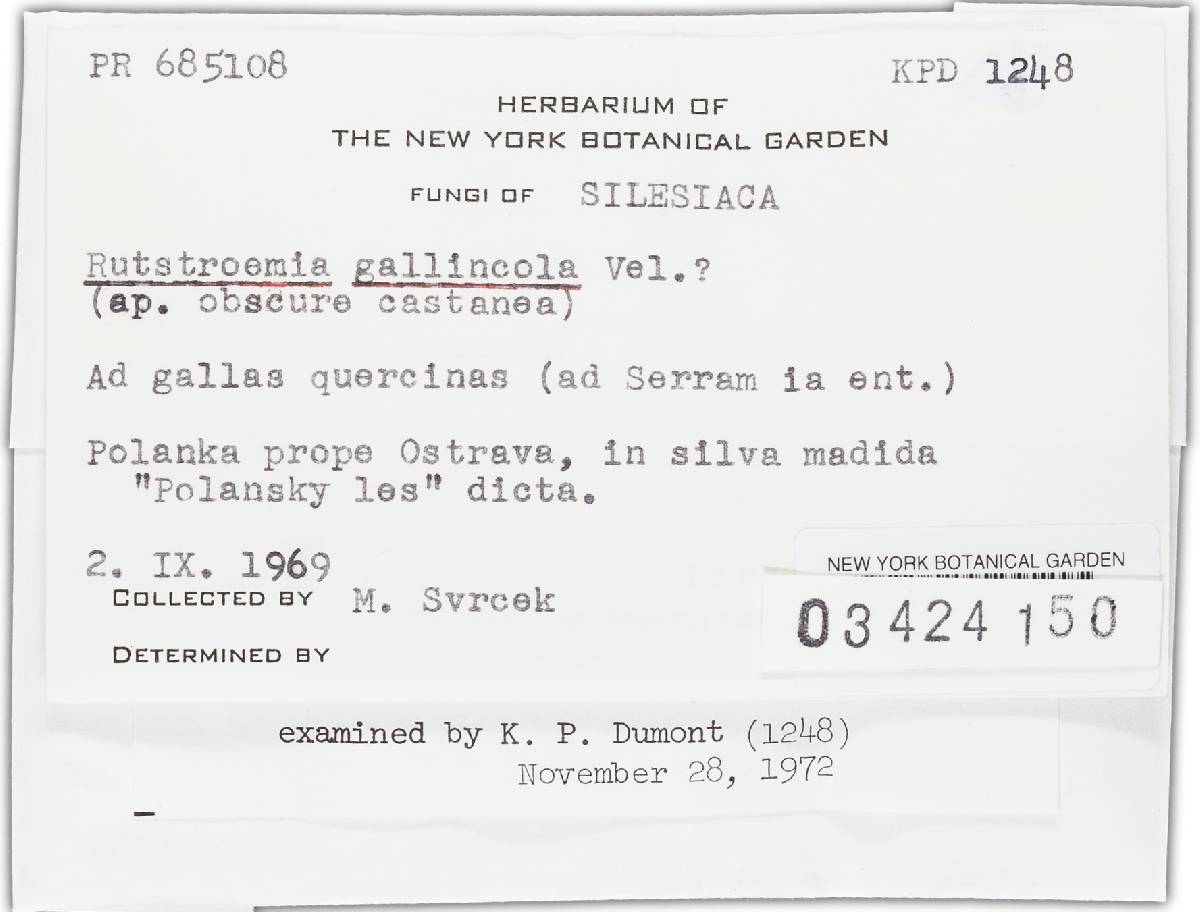 PR 685108 KPD 1248
HERBARIUM OF
THE NEW YORK BOTANICAL GARDEN
FUNGI OF SILESIACA
Rutstroemia gallincola Vel.?
(ap. obscure castanea)
Ad gallas quercinas (ad Serram ia ent.)
Polanka prope Ostrava, in silva madida
"Polansky les" dicta.
2. IX. 1969
COLLECTED BY M. Svrcek
DETERMINED BY
NEW YORK BOTANICAL GARDEN
03424150
examined by K. P. Dumont (1248)
November 28, 1972